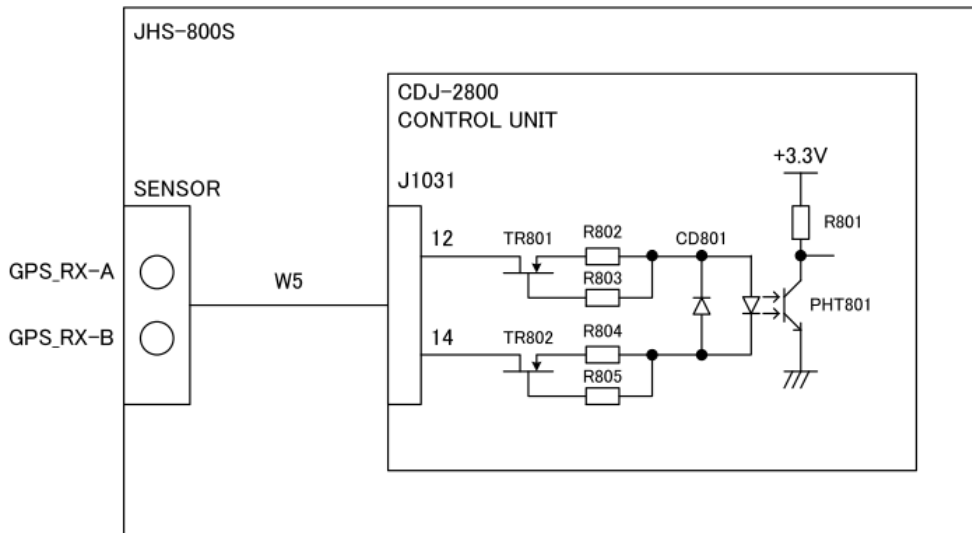 JHS-800S
CDJ-2800
CONTROL UNIT
+3.3V
SENSOR
J1031
R801
12
TR801
R802
CD801
GPS_RX-A
W5
R803
PHT801
GPS_RX-B
14
TR802
R804
R805